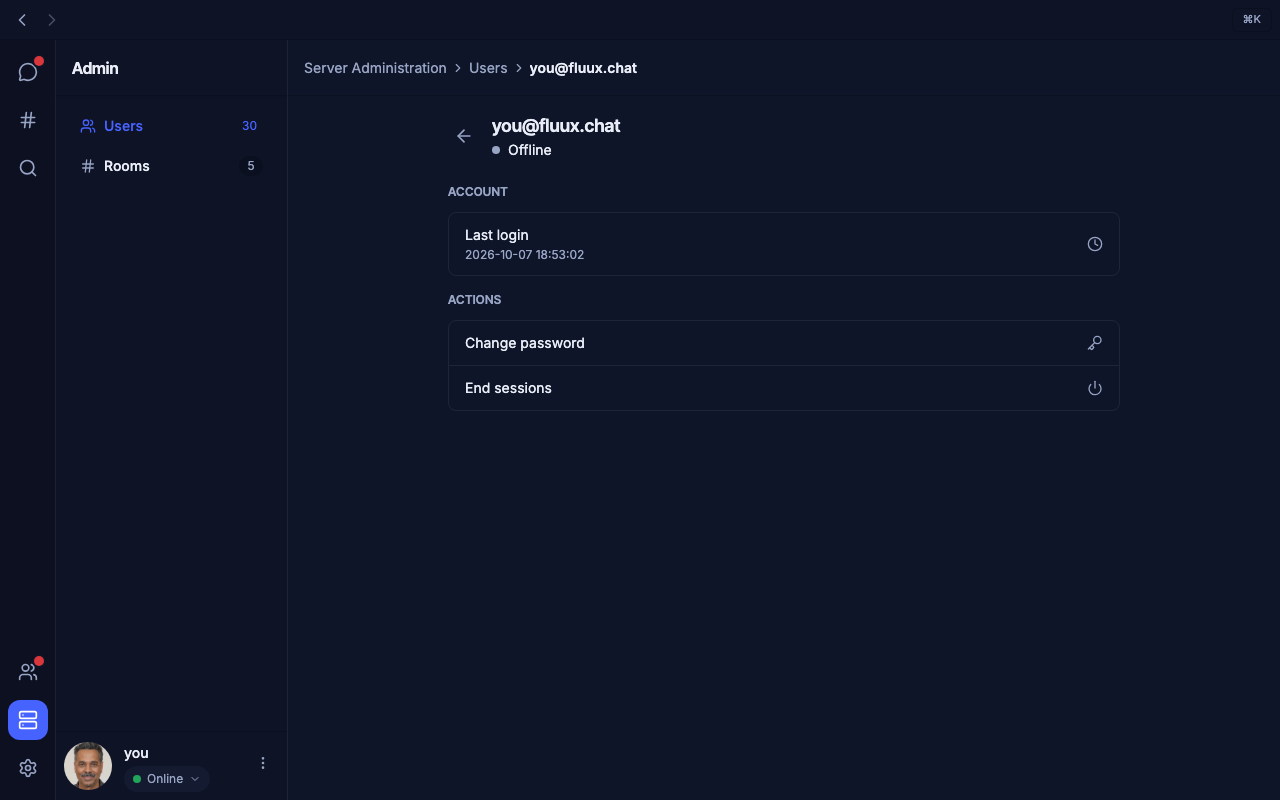 ⌘K
Admin
Server Administration > Users > you@fluux.chat
Users 30
Rooms 5
you@fluux.chat
Offline
ACCOUNT
Last login
2026-10-07 18:53:02
ACTIONS
Change password
End sessions
you
Online